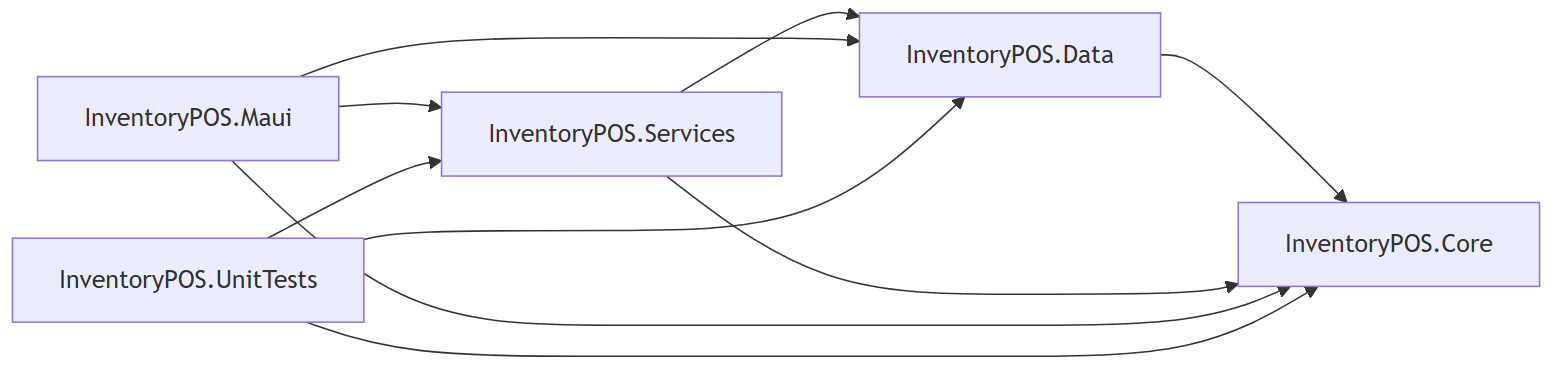 InventoryPOS.Data
InventoryPOS.Maui
InventoryPOS.Services
InventoryPOS.Core
InventoryPOS.UnitTests